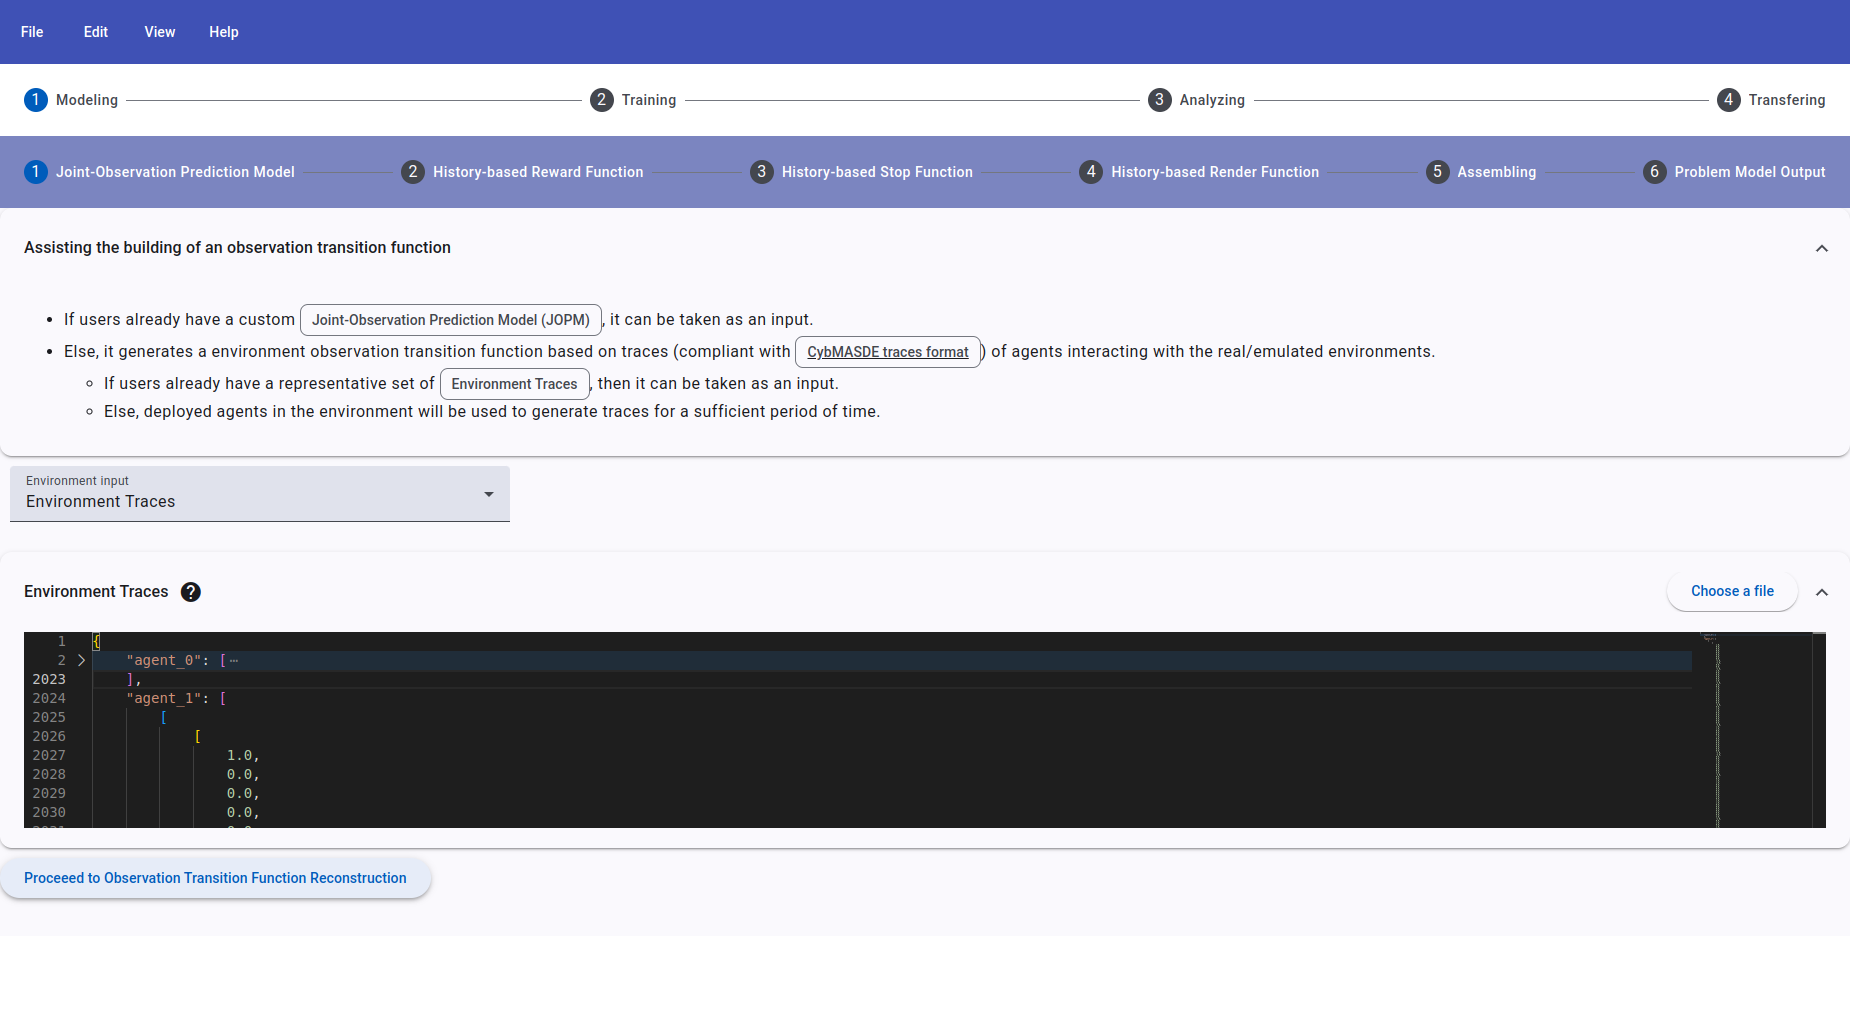 File Edit View Help
1 Modeling 2 Training 3 Analyzing 4 Transfering
1 Joint-Observation Prediction Model 2 History-based Reward Function 3 History-based Stop Function 4 History-based Render Function 5 Assembling 6 Problem Model Output
Assisting the building of an observation transition function
• If users already have a custom Joint-Observation Prediction Model (JOPM), it can be taken as an input.
• Else, it generates a environment observation transition function based on traces (compliant with CybMASDE traces format) of agents interacting with the real/emulated environments.
◦ If users already have a representative set of Environment Traces, then it can be taken as an input.
◦ Else, deployed agents in the environment will be used to generate traces for a sufficient period of time.
Environment input
Environment Traces
Environment Traces ? Choose a file
1 {
2 "agent_0": [ ⋯
2023 ],
2024 "agent_1": [
2025 [
2026 [
2027 1.0,
2028 0.0,
2029 0.0,
2030 0.0,
Proceeed to Observation Transition Function Reconstruction